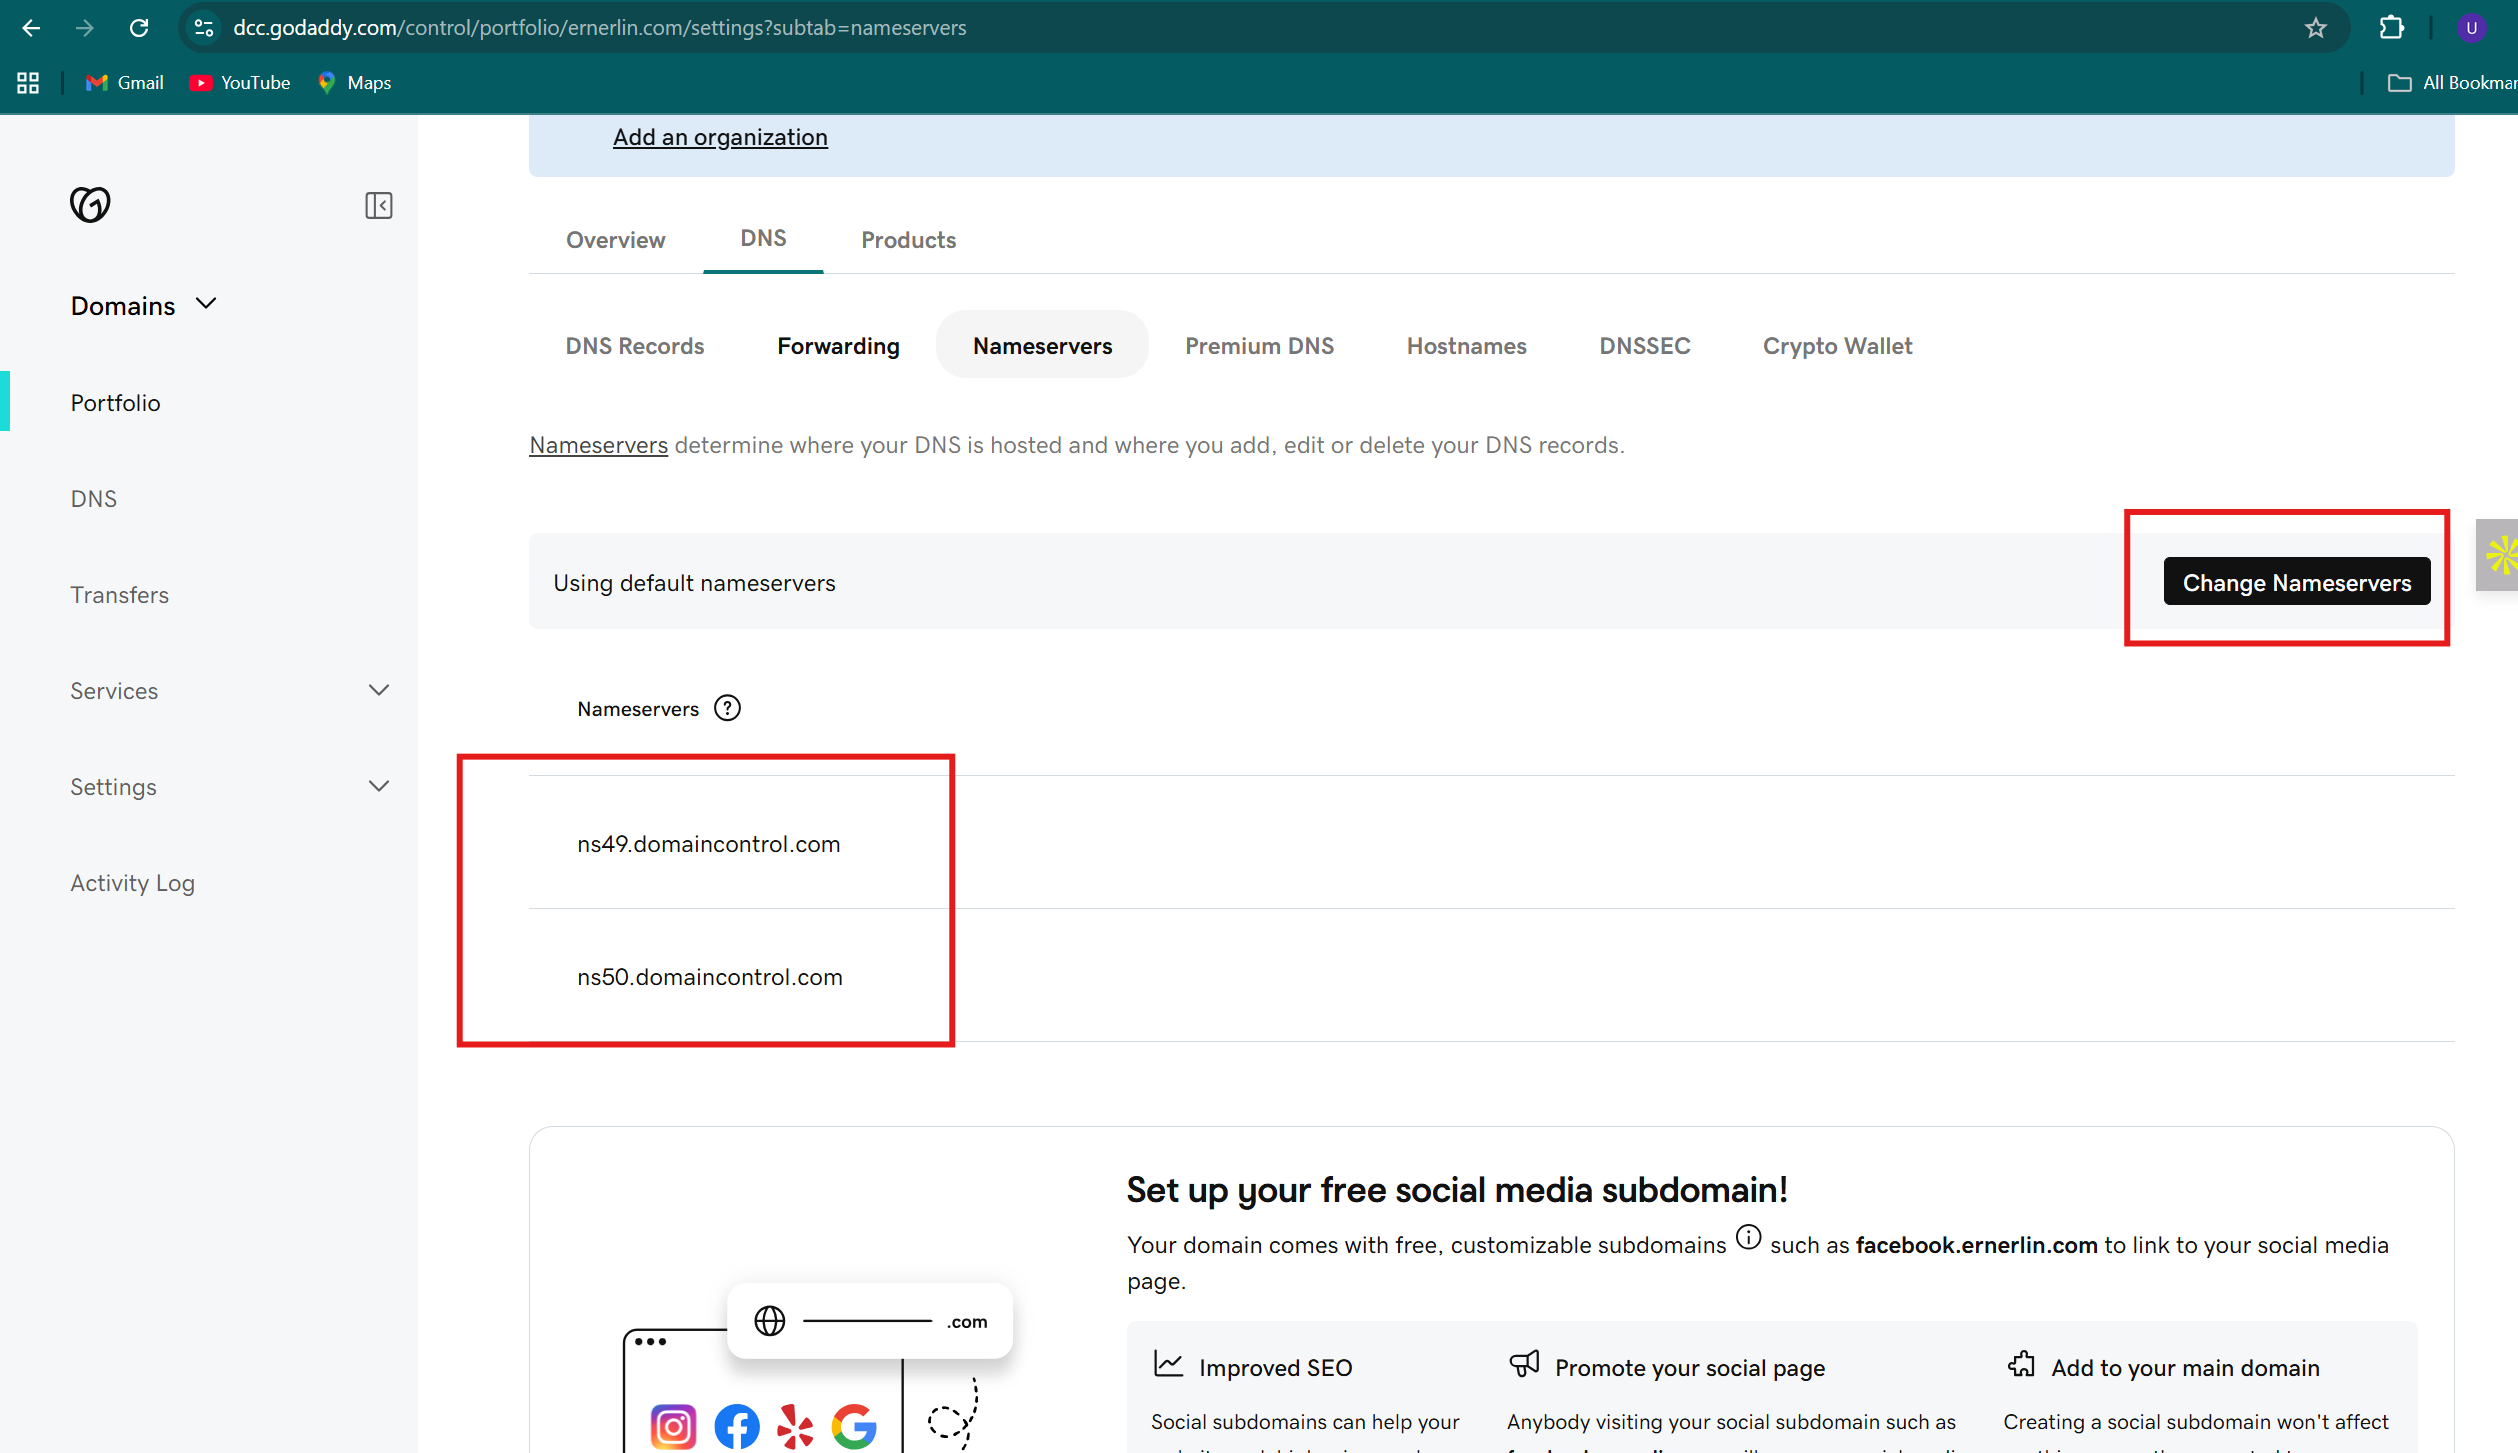 dcc.godaddy.com/control/portfolio/ernerlin.com/settings?subtab=nameservers
U
Gmail
YouTube
Maps
Add an organization
Overview
DNS
Products
Domains
DNS Records
Forwarding
Nameservers
Premium DNS
Hostnames
DNSSEC
Crypto Wallet
Portfolio
Nameservers determine where your DNS is hosted and where you add, edit or delete your DNS records.
DNS
Using default nameservers
Change Nameservers
Transfers
Services
Nameservers ?
Settings
ns49.domaincontrol.com
Activity Log
ns50.domaincontrol.com
Set up your free social media subdomain!
Your domain comes with free, customizable subdomains such as facebook.ernerlin.com to link to your social media
page.
.com
Improved SEO
Promote your social page
Add to your main domain
Social subdomains can help your
Anybody visiting your social subdomain such as
Creating a social subdomain won't affect